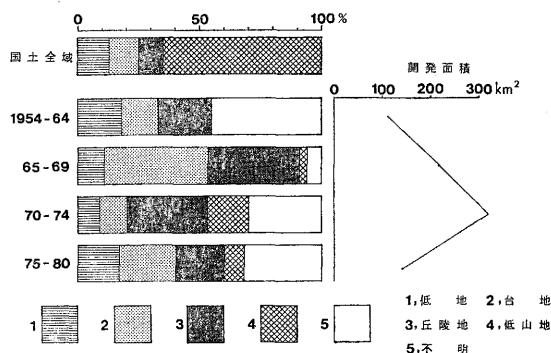 0 50 100 %
国土全域
1954-64
65-69
70-74
75-80
開発面積
0 100 200 300 km²
1 2 3 4 5
1,低地 2,台地
3,丘陵地 4,低山地
5,不明